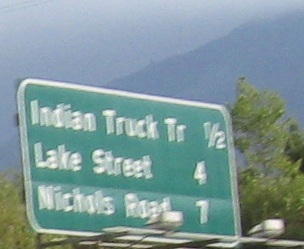 Indian Truck Tr ½
Lake Street 4
Nichols Road 7